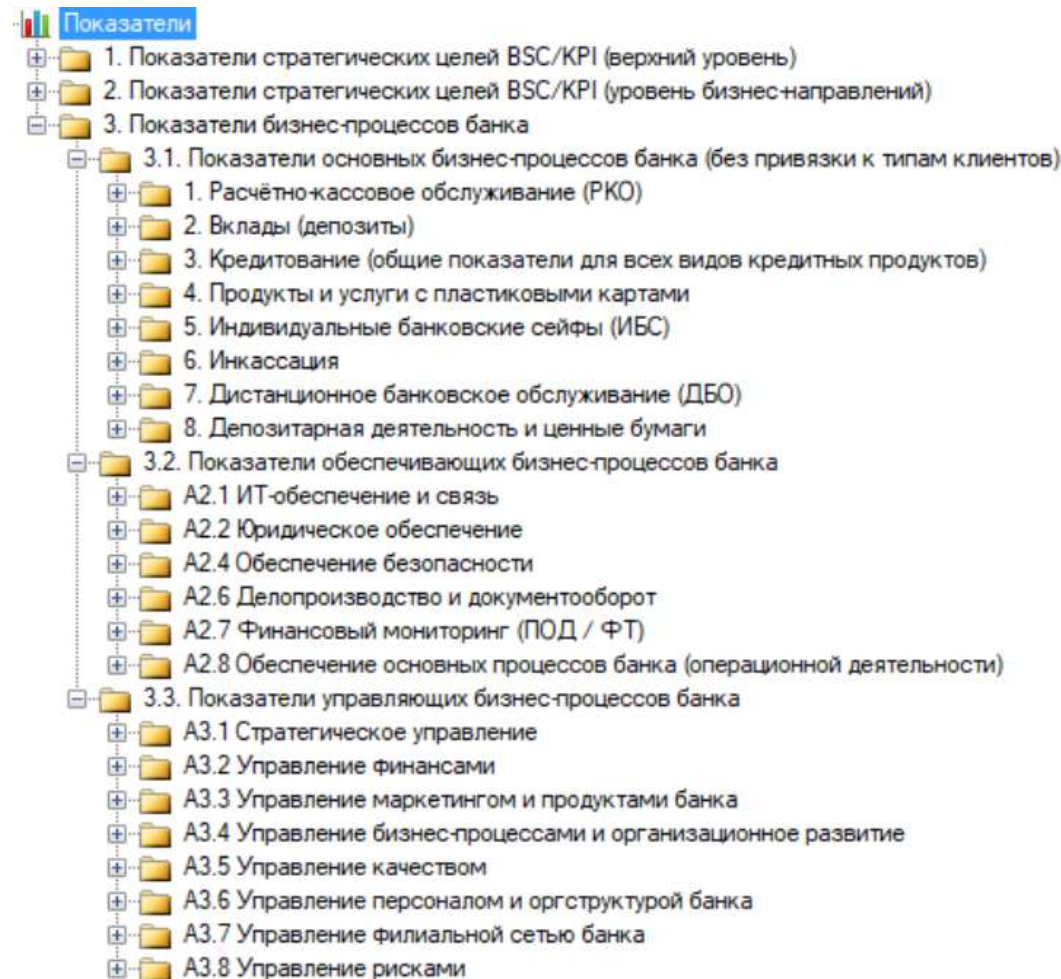 Показатели
1. Показатели стратегических целей BSC/KPI (верхний уровень)
2. Показатели стратегических целей BSC/KPI (уровень бизнес-направлений)
3. Показатели бизнес-процессов банка
3.1. Показатели основных бизнес-процессов банка (без привязки к типам клиентов)
1. Расчётно-кассовое обслуживание (РКО)
2. Вклады (депозиты)
3. Кредитование (общие показатели для всех видов кредитных продуктов)
4. Продукты и услуги с пластиковыми картами
5. Индивидуальные банковские сейфы (ИБС)
6. Инкассация
7. Дистанционное банковское обслуживание (ДБО)
8. Депозитарная деятельность и ценные бумаги
3.2. Показатели обеспечивающих бизнес-процессов банка
А2.1 ИТ-обеспечение и связь
А2.2 Юридическое обеспечение
А2.4 Обеспечение безопасности
А2.6 Делопроизводство и документооборот
А2.7 Финансовый мониторинг (ПОД / ФТ)
А2.8 Обеспечение основных процессов банка (операционной деятельности)
3.3. Показатели управляющих бизнес-процессов банка
А3.1 Стратегическое управление
А3.2 Управление финансами
А3.3 Управление маркетингом и продуктами банка
А3.4 Управление бизнес-процессами и организационное развитие
А3.5 Управление качеством
А3.6 Управление персоналом и оргструктурой банка
А3.7 Управление филиальной сетью банка
А3.8 Управление рисками